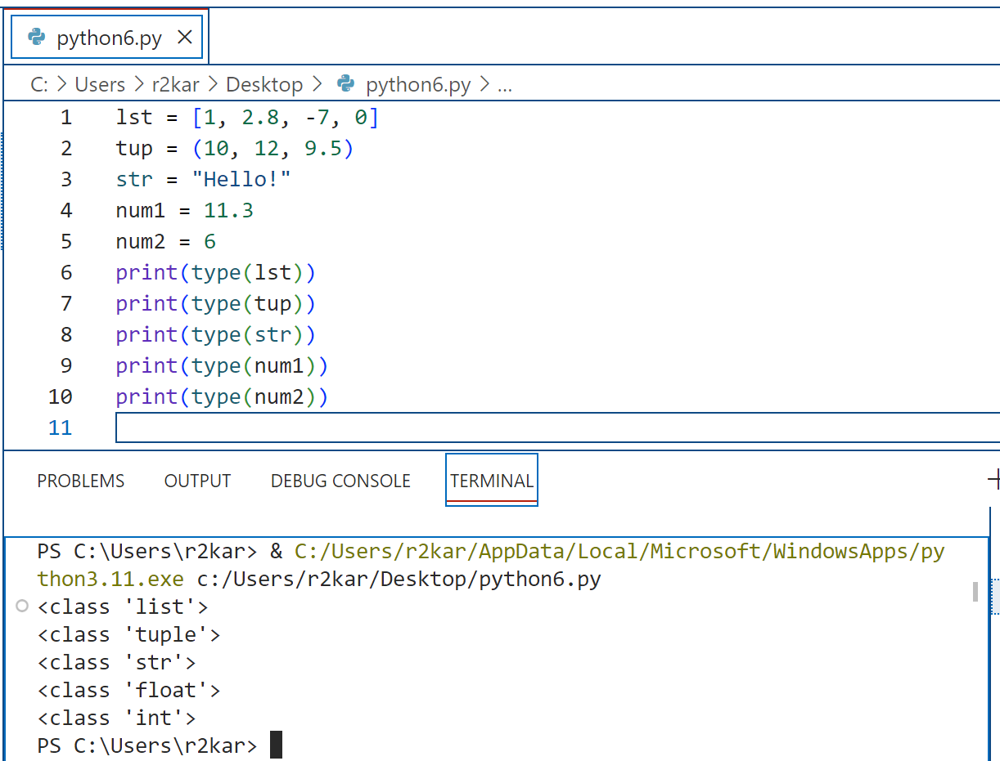 python6.py
C: > Users > r2kar > Desktop > python6.py > ...
1 lst = [1, 2.8, -7, 0]
2 tup = (10, 12, 9.5)
3 str = "Hello!"
4 num1 = 11.3
5 num2 = 6
6 print(type(lst))
7 print(type(tup))
8 print(type(str))
9 print(type(num1))
10 print(type(num2))
11
PROBLEMS OUTPUT DEBUG CONSOLE TERMINAL
PS C:\Users\r2kar> & C:/Users/r2kar/AppData/Local/Microsoft/WindowsApps/py
thon3.11.exe c:/Users/r2kar/Desktop/python6.py
<class 'list'>
<class 'tuple'>
<class 'str'>
<class 'float'>
<class 'int'>
PS C:\Users\r2kar>